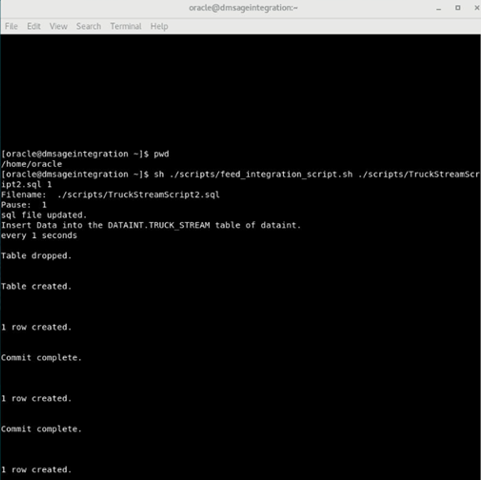 oracle@dmsageintegration:~
File Edit View Search Terminal Help
[oracle@dmsageintegration ~]$ pwd
/home/oracle
[oracle@dmsageintegration ~]$ sh ./scripts/feed_integration_script.sh ./scripts/TruckStreamScr
ipt2.sql 1
Filename:  ./scripts/TruckStreamScript2.sql
Pause:  1
sql file updated.
Insert Data into the DATAINT.TRUCK_STREAM table of dataint.
every 1 seconds
Table dropped.
Table created.
1 row created.
Commit complete.
1 row created.
Commit complete.
1 row created.